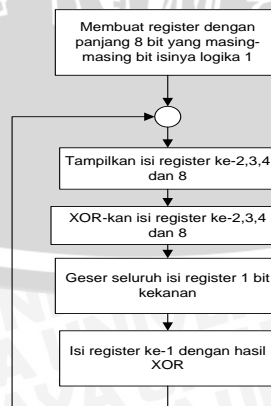 Membuat register dengan
panjang 8 bit yang masing-
masing bit isinya logika 1
Tampilkan isi register ke-2,3,4
dan 8
XOR-kan isi register ke-2,3,4
dan 8
Geser seluruh isi register 1 bit
kekanan
Isi register ke-1 dengan hasil
XOR